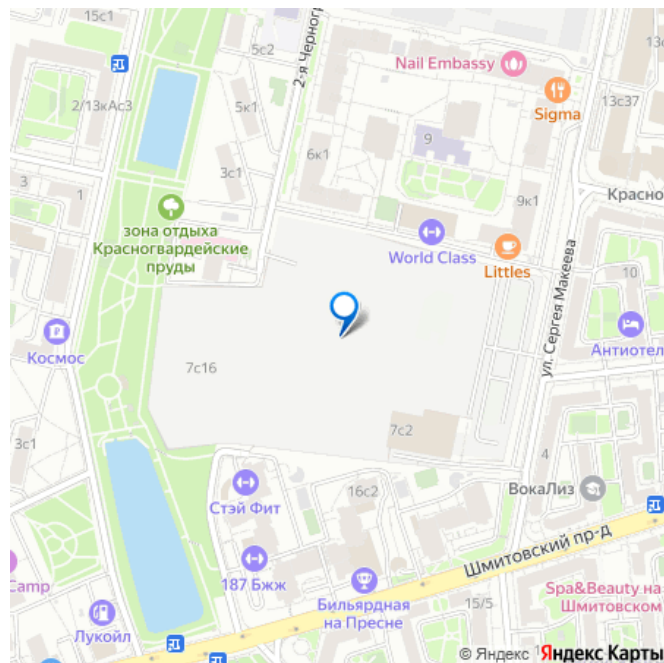 15с1
5с2
2-я Черногр
Nail Embassy
Sigma
13с37
2/13кАс3
5к1
3с1
6к1
9
3
1
9к1
Красно
зона отдыха
Красногвардейские
пруды
World Class
Littles
ул. Сергея Макеева
10
Антиотел
Космос
7с16
7с2
3с1
4
ВокаЛиз
Стэй Фит
16с2
Шмитовский пр-д
187 Бжж
Camp
Лукойл
Бильярдная
на Пресне
15/5
Spa&Beauty на
Шмитовском
© Яндекс
Яндекс Карты